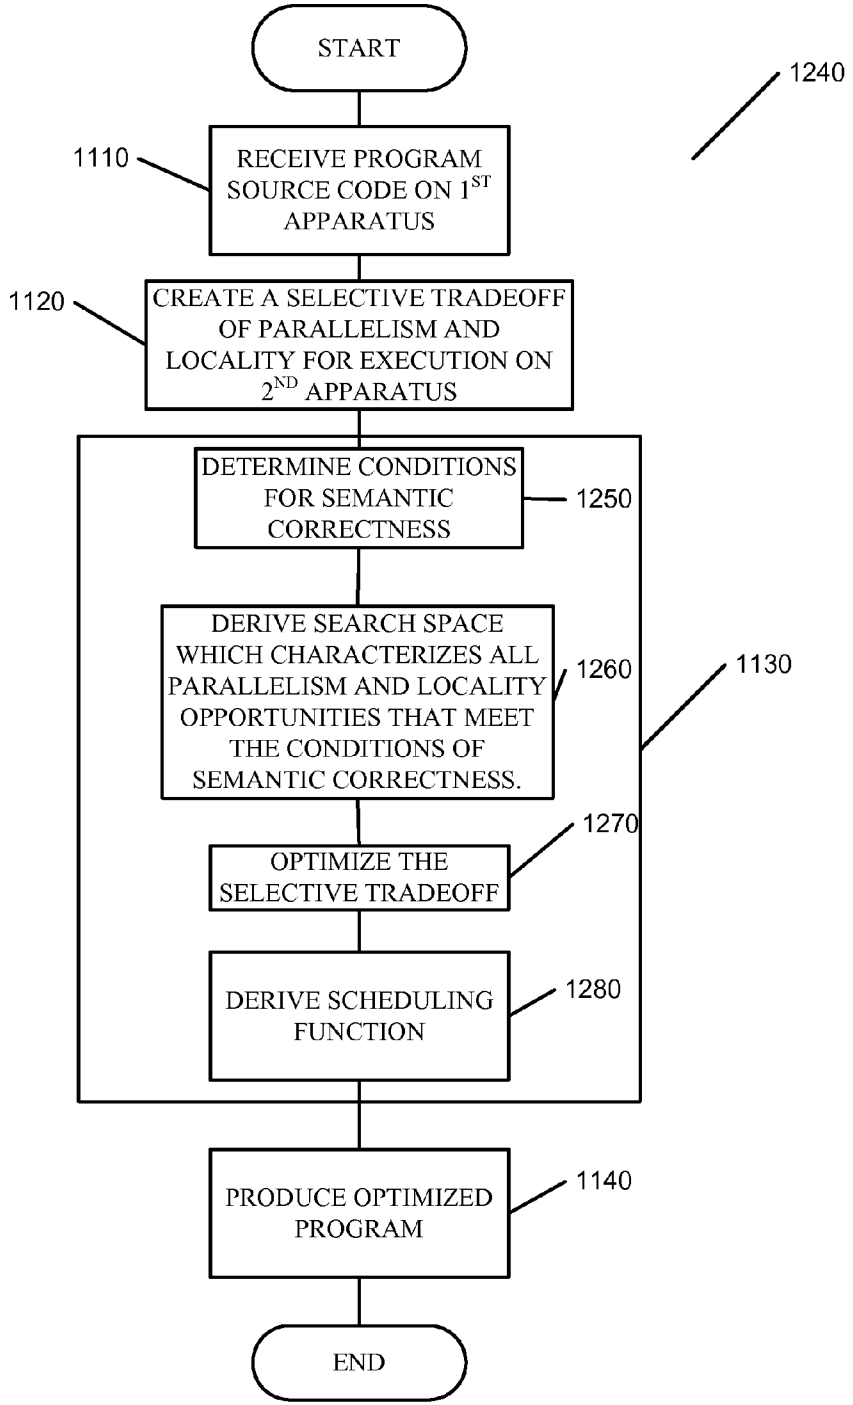 START
1240
1110
RECEIVE PROGRAM
SOURCE CODE ON 1ST
APPARATUS
1120
CREATE A SELECTIVE TRADEOFF
OF PARALLELISM AND
LOCALITY FOR EXECUTION ON
2ND APPARATUS
DETERMINE CONDITIONS
FOR SEMANTIC
CORRECTNESS
1250
DERIVE SEARCH SPACE
WHICH CHARACTERIZES ALL
PARALLELISM AND LOCALITY
OPPORTUNITIES THAT MEET
THE CONDITIONS OF
SEMANTIC CORRECTNESS.
1260
1130
1270
OPTIMIZE THE
SELECTIVE TRADEOFF
1280
DERIVE SCHEDULING
FUNCTION
1140
PRODUCE OPTIMIZED
PROGRAM
END